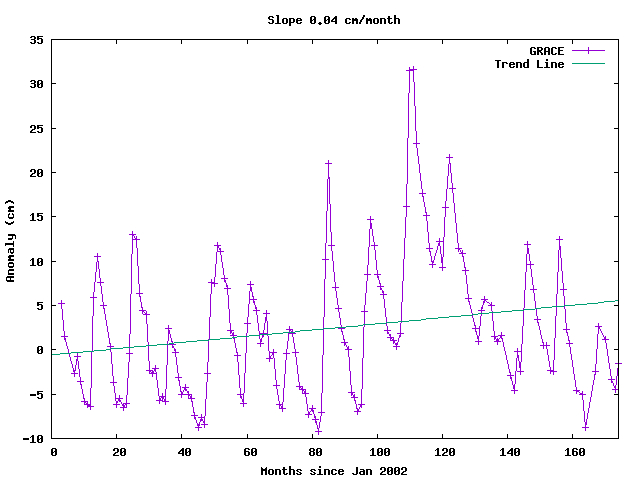 Slope 0.04 cm/month
GRACE
Trend Line
35
30
25
20
15
10
5
0
-5
-10
Anomaly (cm)
0 20 40 60 80 100 120 140 160
Months since Jan 2002